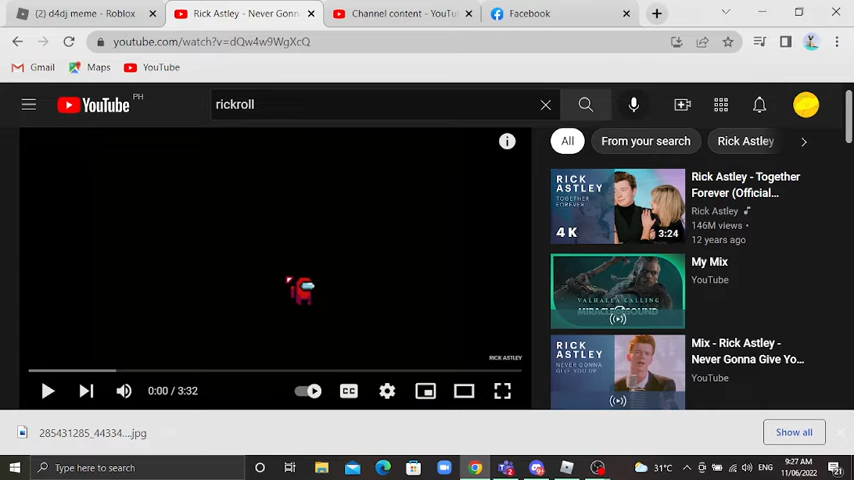 (2) d4dj meme - Roblox
Rick Astley - Never Gonn
Channel content - YouTu
Facebook
youtube.com/watch?v=dQw4w9WgXcQ
Gmail
Maps
YouTube
YouTube PH
rickroll
All
From your search
Rick Astley
RICK ASTLEY
0:00 / 3:32
CC
RICK
ASTLEY
TOGETHER
FOREVER
4K
3:24
Rick Astley - Together
Forever (Official...
Rick Astley
146M views •
12 years ago
VALHALLA CALLING
MIRACLE OF SOUND
My Mix
YouTube
RICK
ASTLEY
NEVER GONNA
GIVE YOU UP
Mix - Rick Astley -
Never Gonna Give Yo...
YouTube
285431285_44334....jpg
Show all
Type here to search
31°C
ENG
9:27 AM
11/06/2022
21